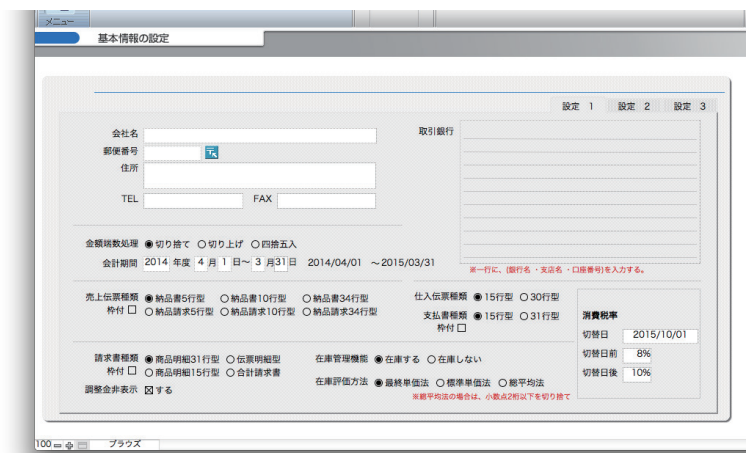 メニュー
基本情報の設定
設定 1 設定 2 設定 3
会社名
取引銀行
郵便番号
住所
TEL FAX
金額端数処理 ◉切り捨て ○切り上げ ○四捨五入
会計期間 2014 年度 4 月 1 日〜 3 月31日 2014/04/01 〜2015/03/31
※一行に、(銀行名 ・支店名 ・口座番号)を入力する。
売上伝票種類 ◉納品書5行型 ○納品書10行型 ○納品書34行型
枠付 □ ○納品請求5行型 ○納品請求10行型 ○納品請求34行型
仕入伝票種類 ◉15行型 ○30行型
支払書種類 ◉15行型 ○31行型
枠付 □
消費税率
切替日 2015/10/01
切替日前 8%
切替日後 10%
請求書種類 ◉商品明細31行型 ○伝票明細型
枠付 □ ○商品明細15行型 ○合計請求書
調整金非表示 ☒する
在庫管理機能 ◉在庫する ○在庫しない
在庫評価方法 ◉最終単価法 ○標準単価法 ○総平均法
※総平均法の場合は、小数点2桁以下を切り捨て
100 ブラウズ